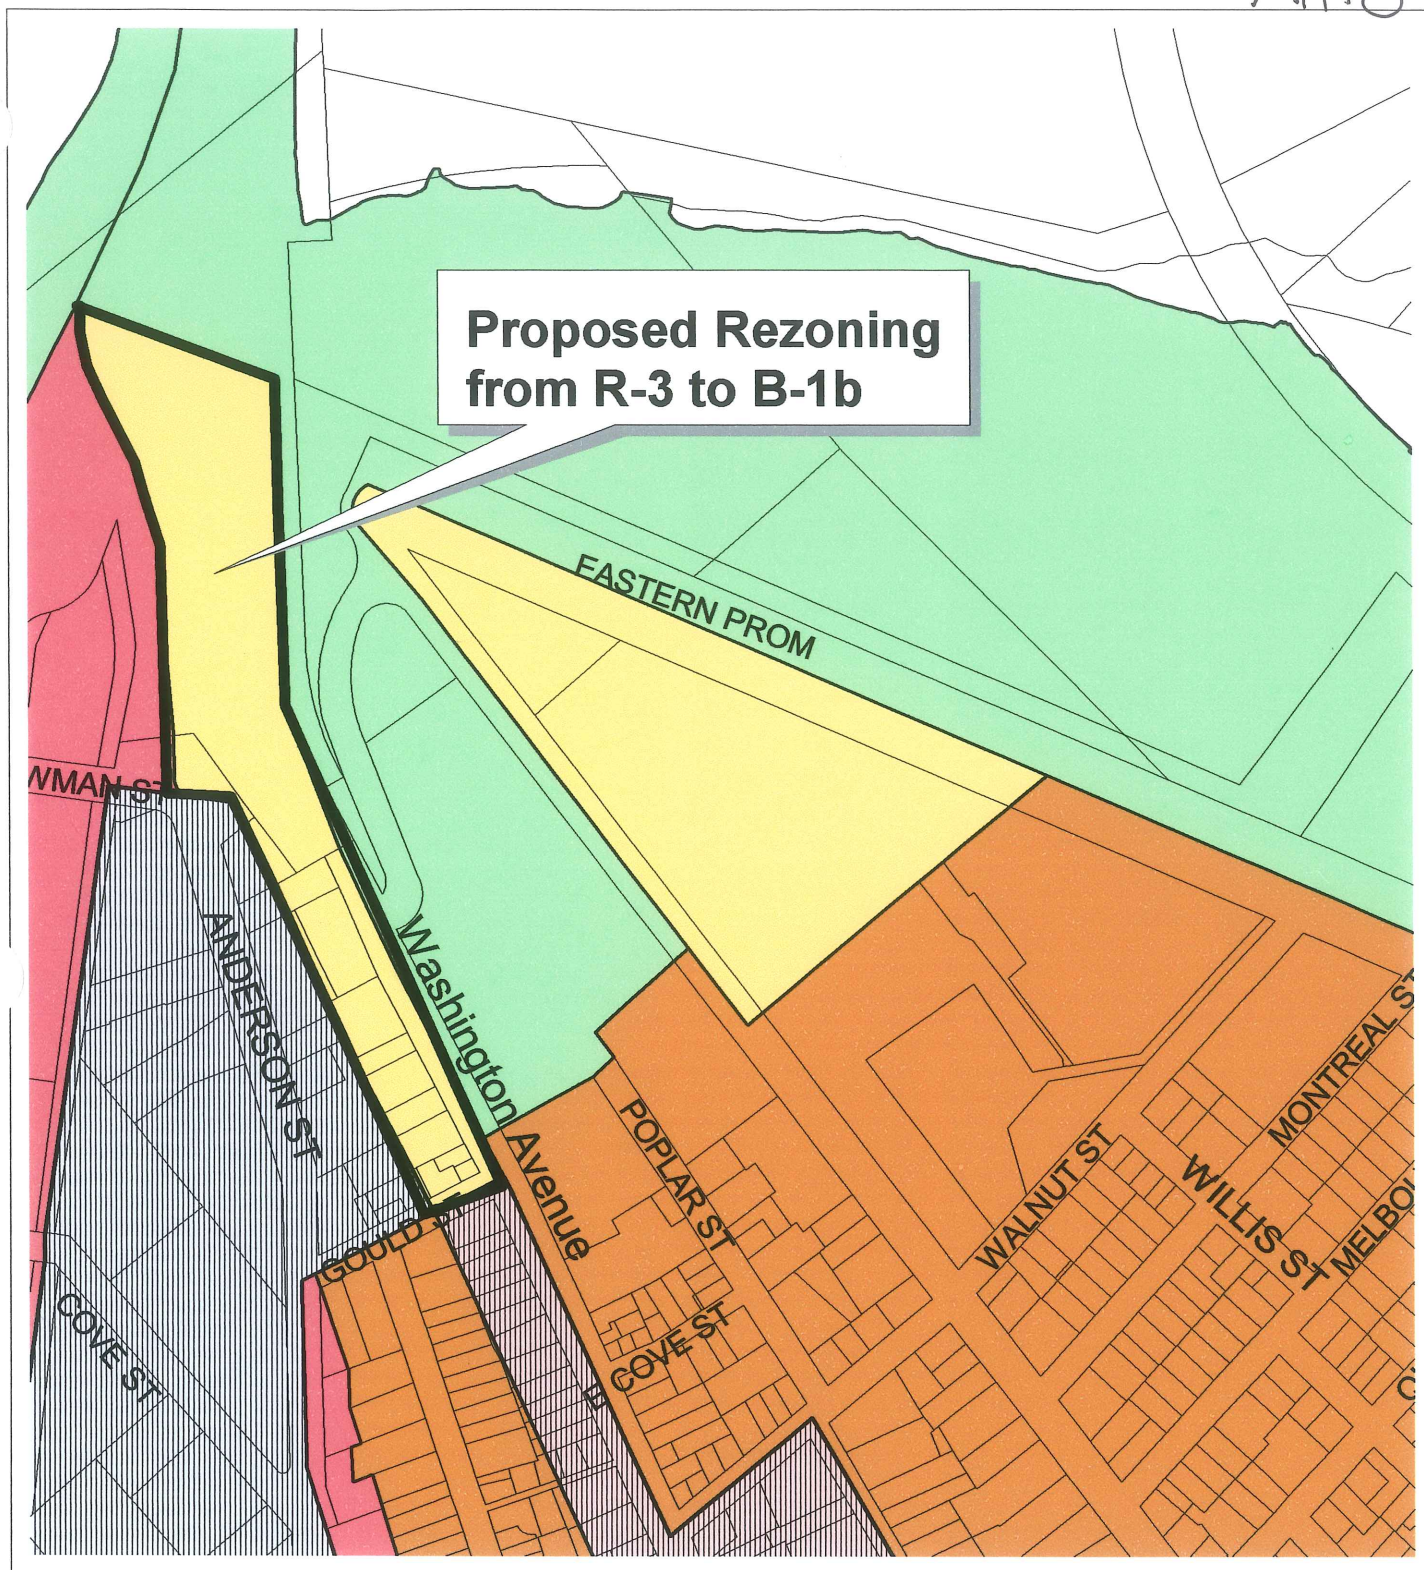 Proposed Rezoning
from R-3 to B-1b
EASTERN PROM
WMAN ST
ANDERSON ST
Washington Avenue
POPLAR ST
WALNUT ST
WILLIS ST
MONTREAL ST
MELBOU
GOULD
COVE ST
COVE ST